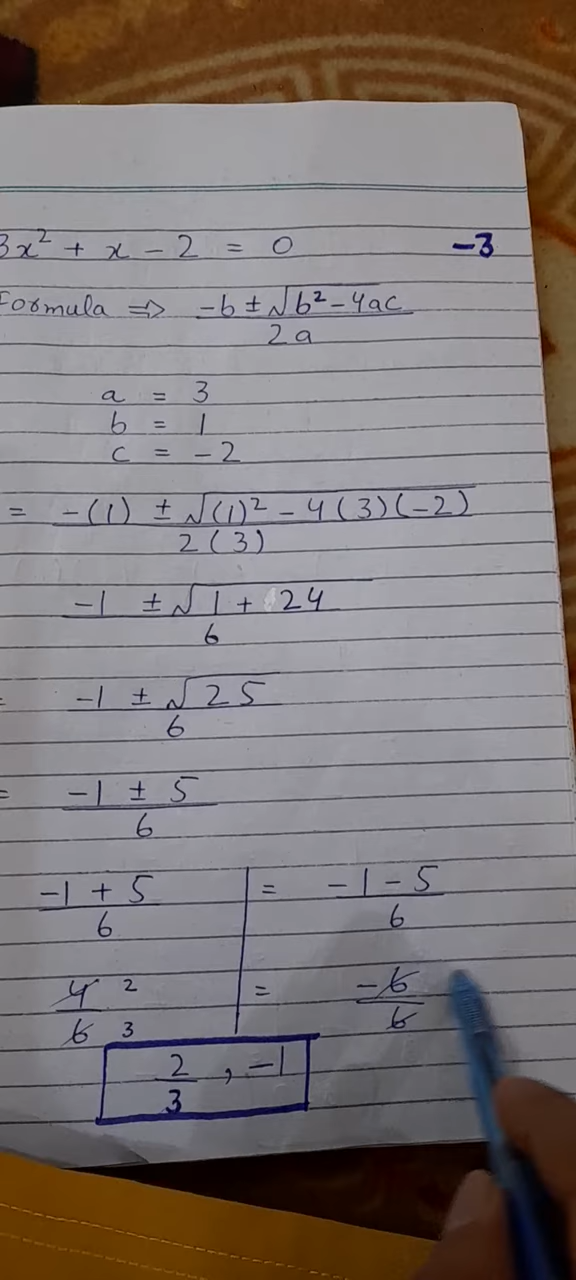 3x² + x - 2 = 0 -3
Formula ⇒ -b ± √b² - 4ac / 2a
a = 3
b = 1
c = -2
= -(1) ± √(1)² - 4(3)(-2) / 2(3)
-1 ± √1 + 24 / 6
= -1 ± √25 / 6
= -1 ± 5 / 6
-1 + 5 / 6 = -1 - 5 / 6
4 2 / 6 3 = -6 / 6
2 / 3 , -1